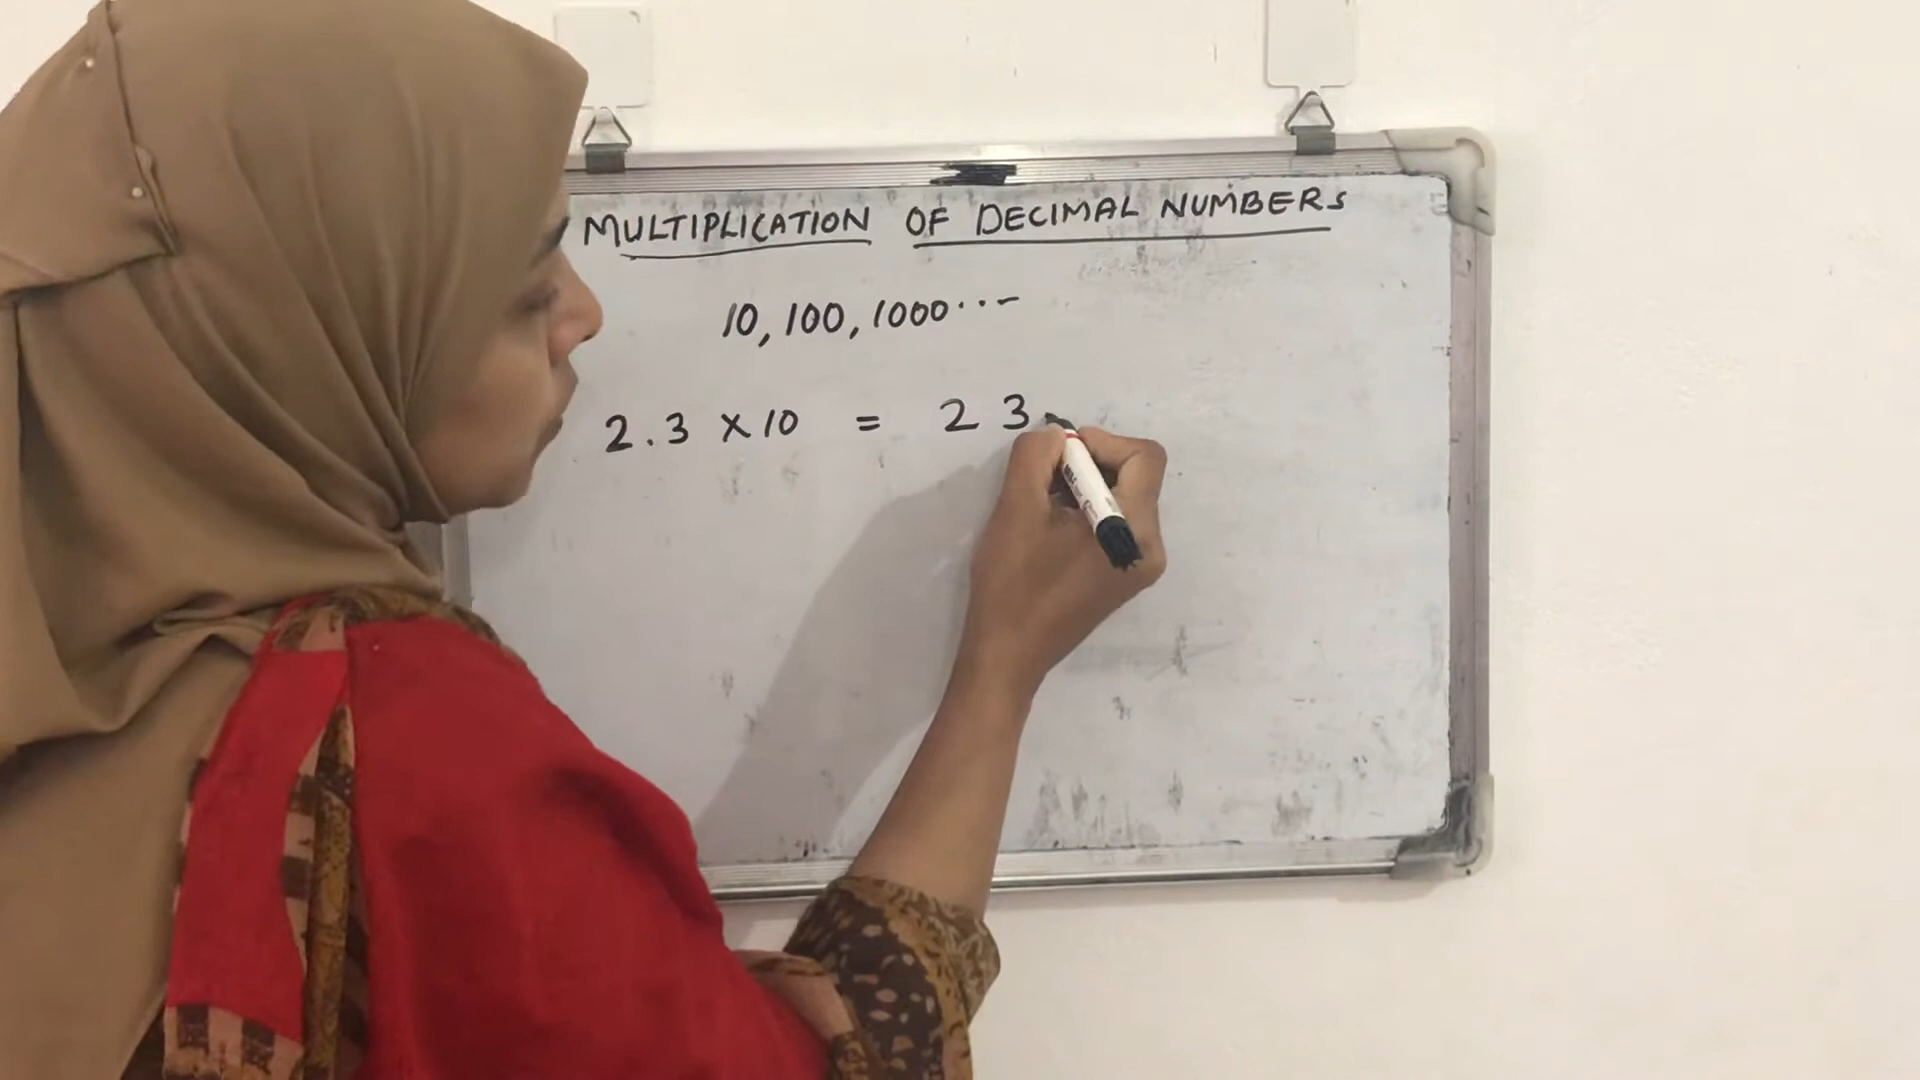 MULTIPLICATION OF DECIMAL NUMBERS
10, 100, 1000...-
2.3 × 10 = 23